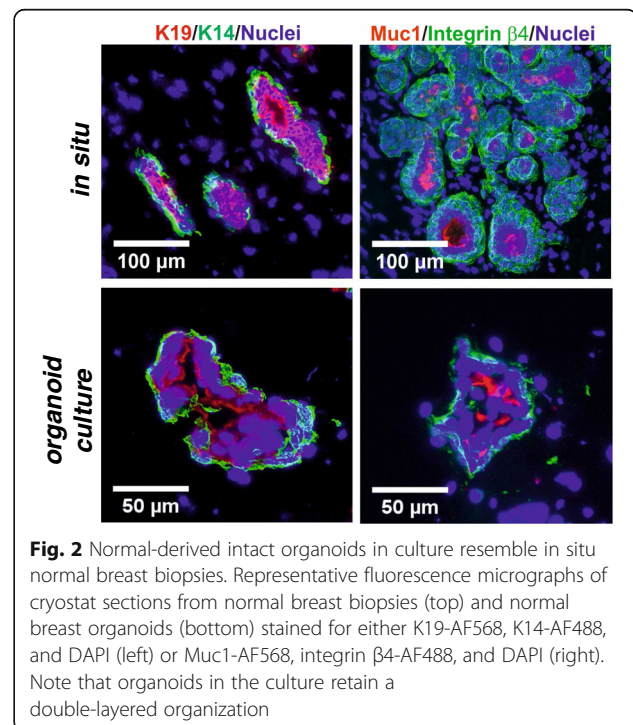 K19/K14/Nuclei
Muc1/Integrin β4/Nuclei
in situ
100 µm
100 µm
organoid
culture
50 µm
50 µm
Fig. 2 Normal-derived intact organoids in culture resemble in situ
normal breast biopsies. Representative fluorescence micrographs of
cryostat sections from normal breast biopsies (top) and normal
breast organoids (bottom) stained for either K19-AF568, K14-AF488,
and DAPI (left) or Muc1-AF568, integrin β4-AF488, and DAPI (right).
Note that organoids in the culture retain a
double-layered organization